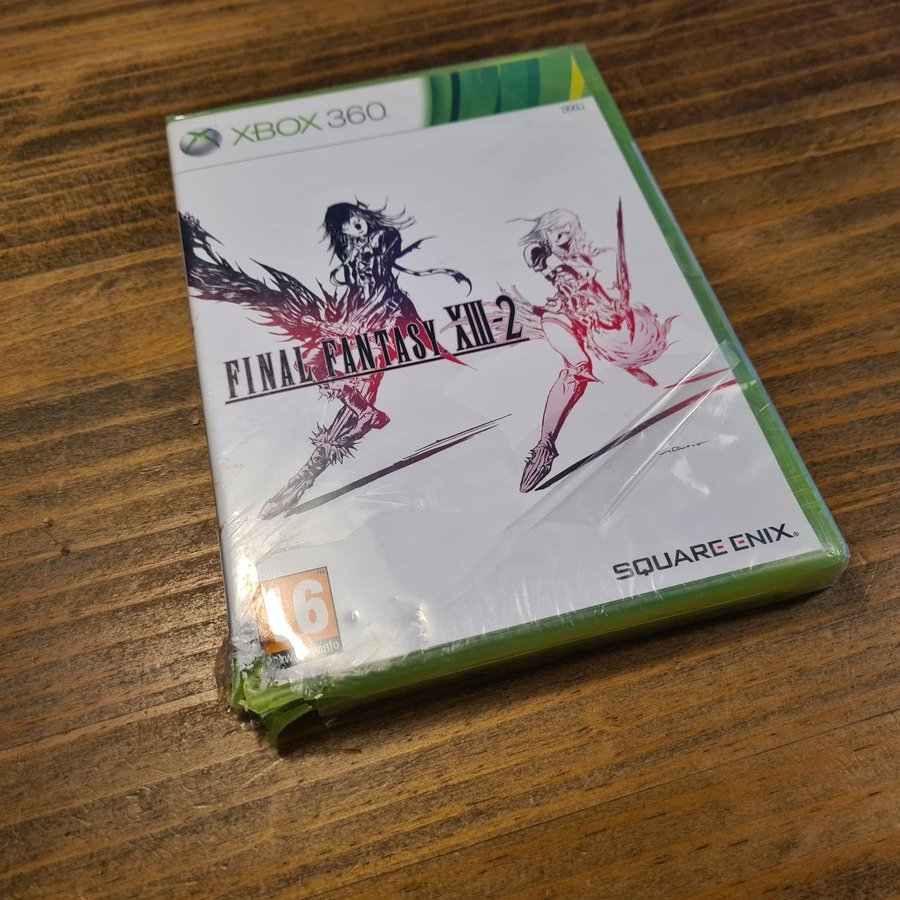 XBOX 360
FINAL FANTASY XIII-2
SQUARE ENIX®
16